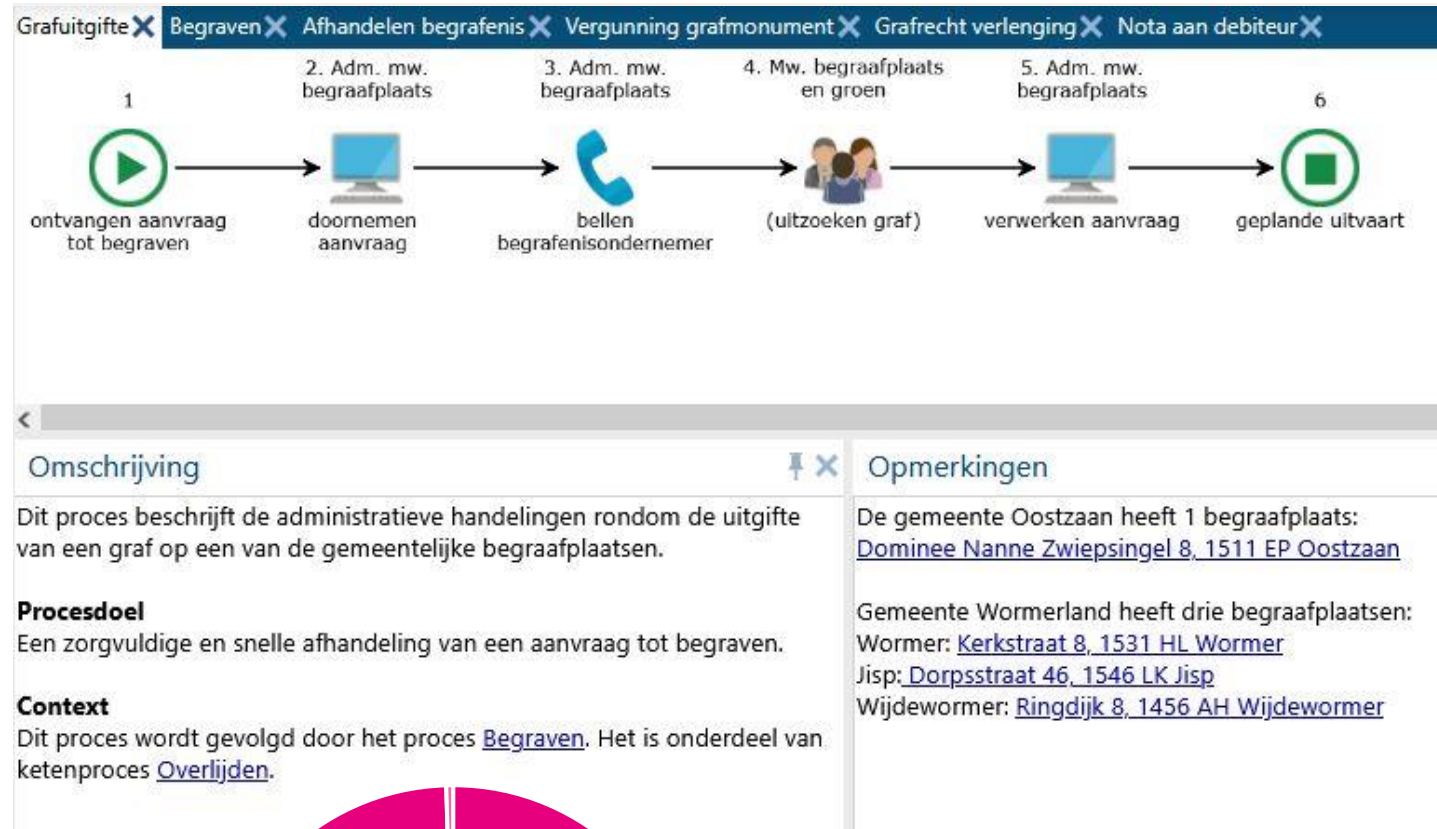 Grafuitgifte Begraven Afhandelen begrafenis Vergunning grafmonument Grafrecht verlenging Nota aan debiteur
1
2. Adm. mw.
begraafplaats
3. Adm. mw.
begraafplaats
4. Mw. begraafplaats
en groen
5. Adm. mw.
begraafplaats
6
ontvangen aanvraag
tot begraven
doornemen
aanvraag
bellen
begrafenisondernemer
(uitzoeken graf)
verwerken aanvraag
geplande uitvaart
Omschrijving
Dit proces beschrijft de administratieve handelingen rondom de uitgifte
van een graf op een van de gemeentelijke begraafplaatsen.
Procesdoel
Een zorgvuldige en snelle afhandeling van een aanvraag tot begraven.
Context
Dit proces wordt gevolgd door het proces Begraven. Het is onderdeel van
ketenproces Overlijden.
Opmerkingen
De gemeente Oostzaan heeft 1 begraafplaats:
Dominee Nanne Zwiepsingel 8, 1511 EP Oostzaan
Gemeente Wormerland heeft drie begraafplaatsen:
Wormer: Kerkstraat 8, 1531 HL Wormer
Jisp: Dorpsstraat 46, 1546 LK Jisp
Wijdewormer: Ringdijk 8, 1456 AH Wijdewormer